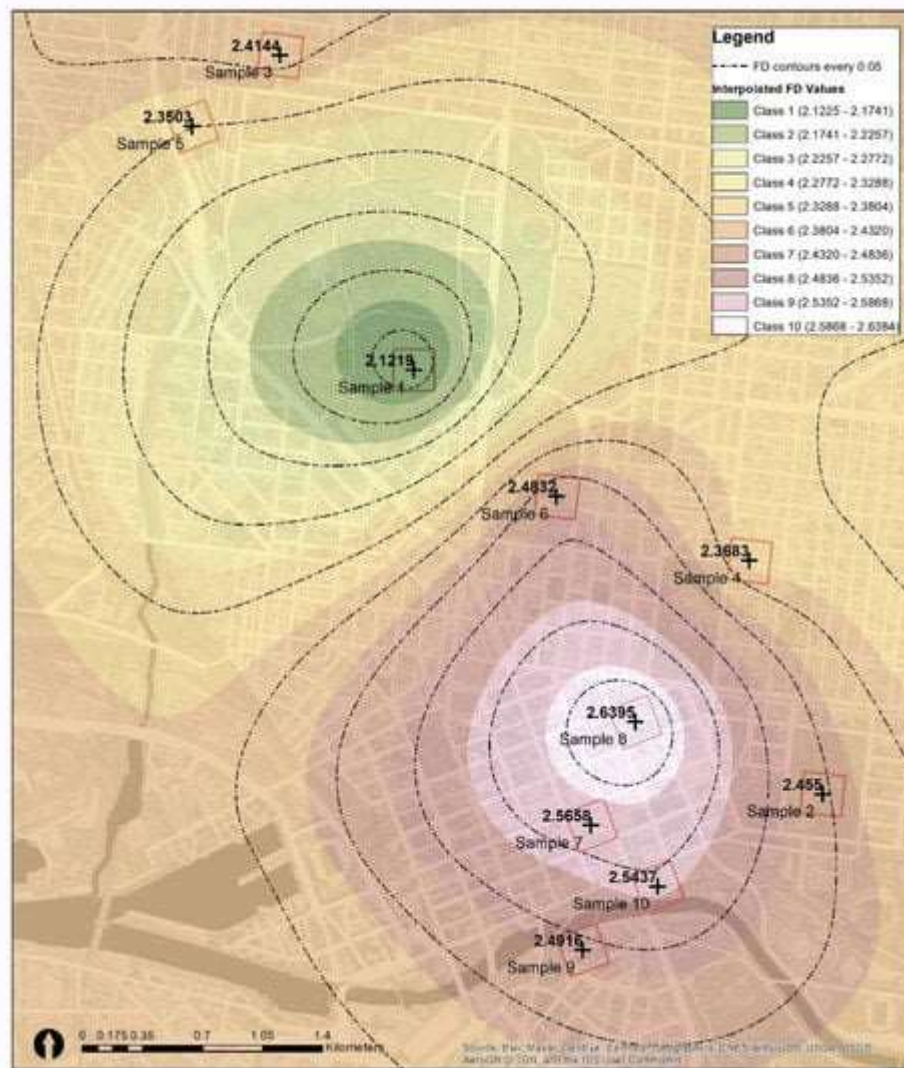 2.4144
Sample 3
2.3503
Sample 5
2.1219
Sample 1
2.4832
Sample 6
2.3683
Sample 4
2.6395
Sample 8
2.455
Sample 2
2.5658
Sample 7
2.5437
Sample 10
2.4916
Sample 9
Legend
FD contours every 0.05
Interpolated FD Values
Class 1 (2.1225 - 2.1741)
Class 2 (2.1741 - 2.2257)
Class 3 (2.2257 - 2.2772)
Class 4 (2.2772 - 2.3288)
Class 5 (2.3288 - 2.3804)
Class 6 (2.3804 - 2.4320)
Class 7 (2.4320 - 2.4836)
Class 8 (2.4836 - 2.5352)
Class 9 (2.5352 - 2.5868)
Class 10 (2.5868 - 2.6384)
0 0.175 0.35 0.7 1.05 1.4
Kilometers